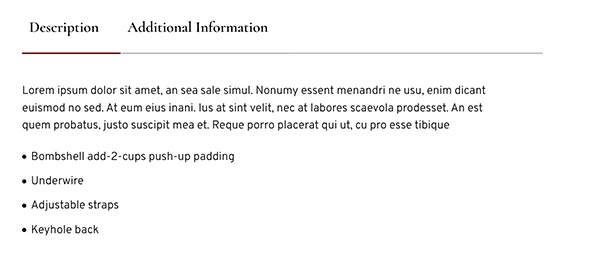 Description Additional Information
Lorem ipsum dolor sit amet, an sea sale simul. Nonumy essent menandri ne usu, enim dicant
euismod no sed. At eum eius inani. Ius at sint velit, nec at labores scaevola prodesset. An est
quem probatus, justo suscipit mea et. Reque porro placerat qui ut, cu pro esse tibique
• Bombshell add-2-cups push-up padding
• Underwire
• Adjustable straps
• Keyhole back